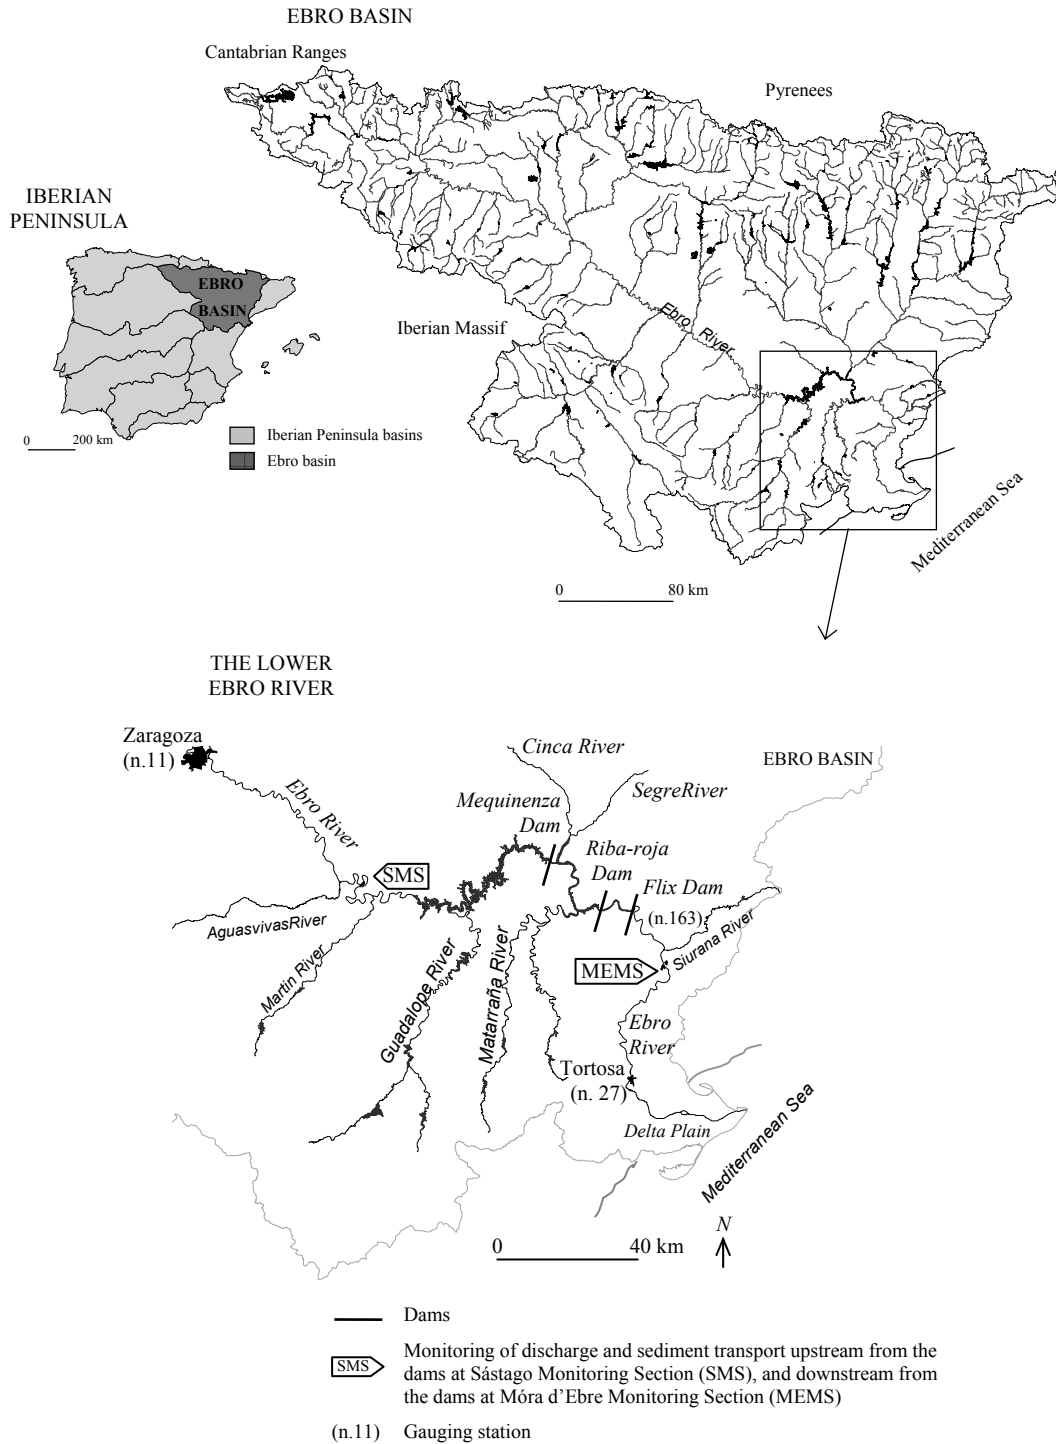 EBRO BASIN
Cantabrian Ranges
Pyrenees
IBERIAN
PENINSULA
EBRO
BASIN
Iberian Massif
Ebro River
0 200 km
Iberian Peninsula basins
Ebro basin
Mediterranean Sea
0 80 km
THE LOWER
EBRO RIVER
Zaragoza
(n.11)
Cinca River
EBRO BASIN
SegreRiver
Ebro River
Mequinenza
Dam
Riba-roja
Dam
SMS
Flix Dam
(n.163)
AguasvivasRiver
Siurana River
Martin River
Guadalope River
Matarraña River
MEMS
Ebro
River
Tortosa
(n. 27)
Delta Plain
Mediterranean Sea
N
0 40 km
Dams
SMS
Monitoring of discharge and sediment transport upstream from the
dams at Sástago Monitoring Section (SMS), and downstream from
the dams at Móra d'Ebre Monitoring Section (MEMS)
(n.11) Gauging station